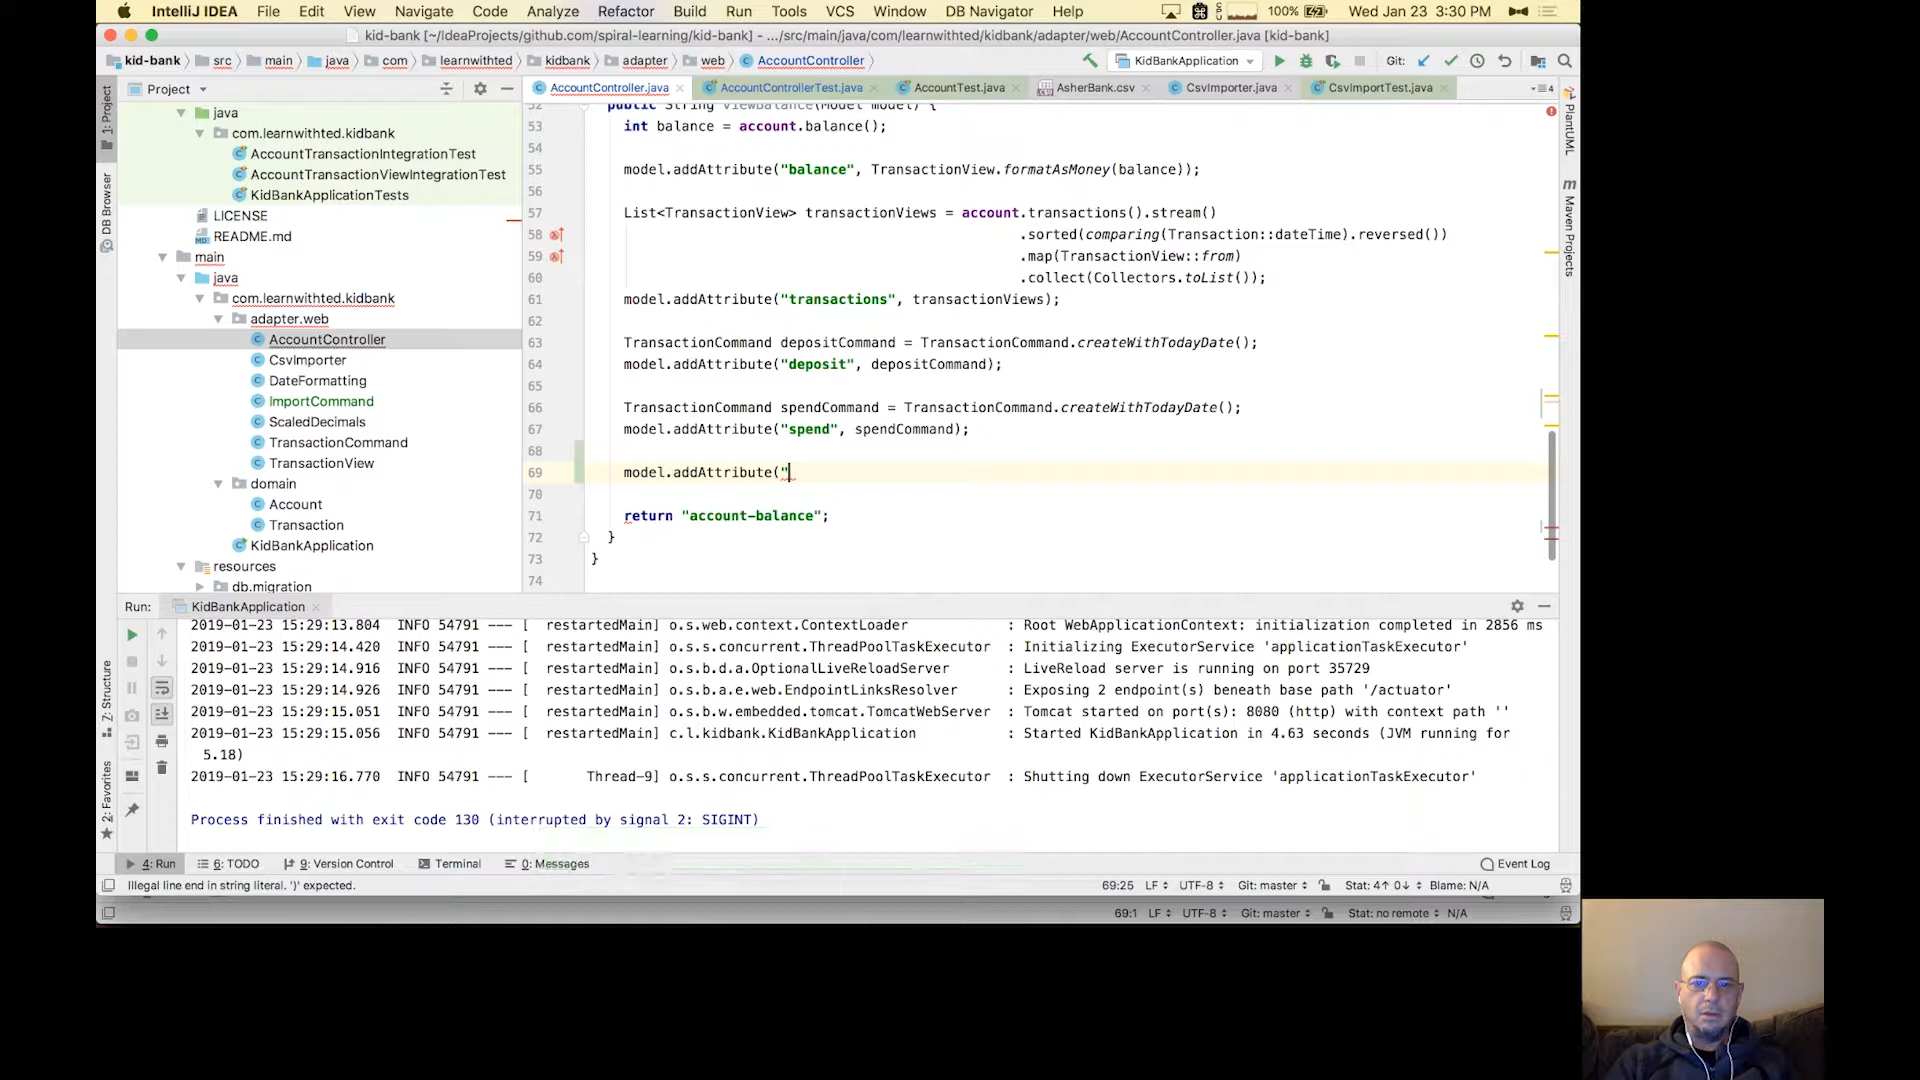 IntelliJ IDEA File Edit View Navigate Code Analyze Refactor Build Run Tools VCS Window DB Navigator Help 100% Wed Jan 23 3:30 PM
kid-bank [~/IdeaProjects/github.com/spiral-learning/kid-bank] - .../src/main/java/com/learnwithted/kidbank/adapter/web/AccountController.java [kid-bank]
kid-bank src main java com learnwithted kidbank adapter web AccountController KidBankApplication Git:
Project AccountController.java AccountControllerTest.java AccountTest.java AsherBank.csv CsvImporter.java CsvImportTest.java
1: Project
DB Browser
Z: Structure
2: Favorites
PlantUML
Maven Projects
java
com.learnwithted.kidbank
AccountTransactionIntegrationTest
AccountTransactionViewIntegrationTest
KidBankApplicationTests
LICENSE
README.md
main
java
com.learnwithted.kidbank
adapter.web
AccountController
CsvImporter
DateFormatting
ImportCommand
ScaledDecimals
TransactionCommand
TransactionView
domain
Account
Transaction
KidBankApplication
resources
db.migration
52 public String viewBalance(Model model) {
53 int balance = account.balance();
54
55 model.addAttribute("balance", TransactionView.formatAsMoney(balance));
56
57 List<TransactionView> transactionViews = account.transactions().stream()
58 .sorted(comparing(Transaction::dateTime).reversed())
59 .map(TransactionView::from)
60 .collect(Collectors.toList());
61 model.addAttribute("transactions", transactionViews);
62
63 TransactionCommand depositCommand = TransactionCommand.createWithTodayDate();
64 model.addAttribute("deposit", depositCommand);
65
66 TransactionCommand spendCommand = TransactionCommand.createWithTodayDate();
67 model.addAttribute("spend", spendCommand);
68
69 model.addAttribute("
70
71 return "account-balance";
72 }
73 }
74
Run: KidBankApplication
2019-01-23 15:29:13.804 INFO 54791 --- [ restartedMain] o.s.web.context.ContextLoader : Root WebApplicationContext: initialization completed in 2856 ms
2019-01-23 15:29:14.420 INFO 54791 --- [ restartedMain] o.s.s.concurrent.ThreadPoolTaskExecutor : Initializing ExecutorService 'applicationTaskExecutor'
2019-01-23 15:29:14.916 INFO 54791 --- [ restartedMain] o.s.b.d.a.OptionalLiveReloadServer : LiveReload server is running on port 35729
2019-01-23 15:29:14.926 INFO 54791 --- [ restartedMain] o.s.b.a.e.web.EndpointLinksResolver : Exposing 2 endpoint(s) beneath base path '/actuator'
2019-01-23 15:29:15.051 INFO 54791 --- [ restartedMain] o.s.b.w.embedded.tomcat.TomcatWebServer : Tomcat started on port(s): 8080 (http) with context path ''
2019-01-23 15:29:15.056 INFO 54791 --- [ restartedMain] c.l.kidbank.KidBankApplication : Started KidBankApplication in 4.63 seconds (JVM running for
5.18)
2019-01-23 15:29:16.770 INFO 54791 --- [ Thread-9] o.s.s.concurrent.ThreadPoolTaskExecutor : Shutting down ExecutorService 'applicationTaskExecutor'
Process finished with exit code 130 (interrupted by signal 2: SIGINT)
4: Run 6: TODO 9: Version Control Terminal 0: Messages Event Log
Illegal line end in string literal. ')' expected. 69:25 LF UTF-8 Git: master Stat: 4↑ 0↓ Blame: N/A
69:1 LF UTF-8 Git: master Stat: no remote N/A